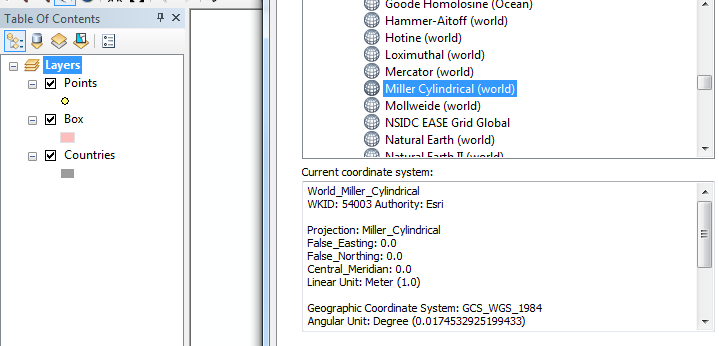 Table Of Contents
Layers
Points
Box
Countries
Goode Homolosine (Ocean)
Hammer-Aitoff (world)
Hotine (world)
Loximuthal (world)
Mercator (world)
Miller Cylindrical (world)
Mollweide (world)
NSIDC EASE Grid Global
Natural Earth (world)
Natural Earth II (world)
Current coordinate system:
World_Miller_Cylindrical
WKID: 54003 Authority: Esri
Projection: Miller_Cylindrical
False_Easting: 0.0
False_Northing: 0.0
Central_Meridian: 0.0
Linear Unit: Meter (1.0)
Geographic Coordinate System: GCS_WGS_1984
Angular Unit: Degree (0.0174532925199433)